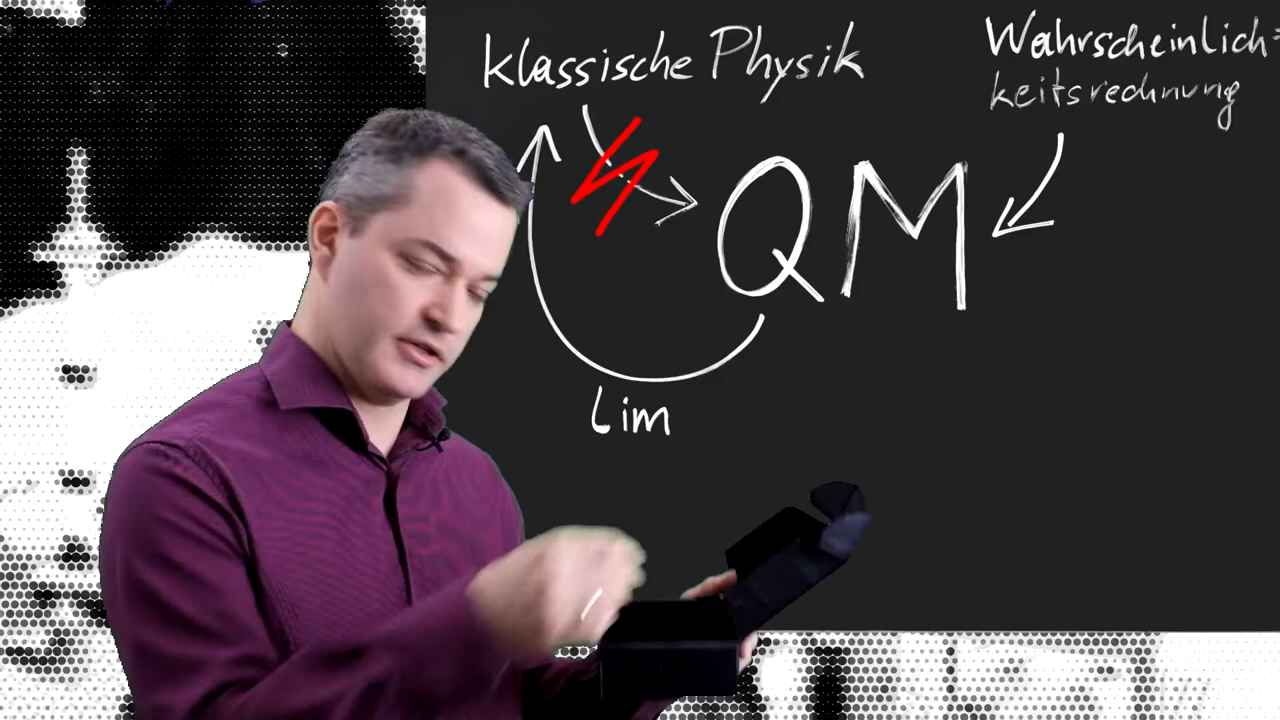 klassische Physik
Wahrscheinlich=
keitsrechnung
QM
Lim